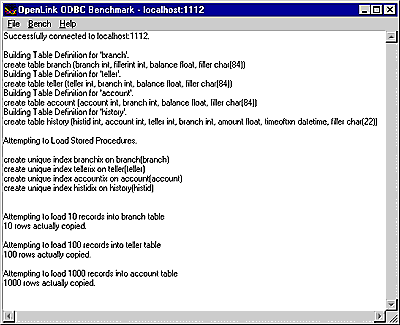 OpenLink ODBC Benchmark - localhost:1112
File Bench Help
Successfully connected to localhost:1112.
Building Table Definition for 'branch'.
create table branch (branch int, fillerint int, balance float, filler char(84))
Building Table Definition for 'teller'.
create table teller (teller int, branch int, balance float, filler char(84))
Building Table Definition for 'account'.
create table account (account int, branch int, balance float, filler char(84))
Building Table Definition for 'history'.
create table history (histid int, account int, teller int, branch int, amount float, timeoftxn datetime, filler char(22))
Attempting to Load Stored Procedures.
create unique index branchix on branch(branch)
create unique index tellerix on teller(teller)
create unique index accountix on account(account)
create unique index histidix on history(histid)
Attempting to load 10 records into branch table
10 rows actually copied.
Attempting to load 100 records into teller table
100 rows actually copied.
Attempting to load 1000 records into account table
1000 rows actually copied.